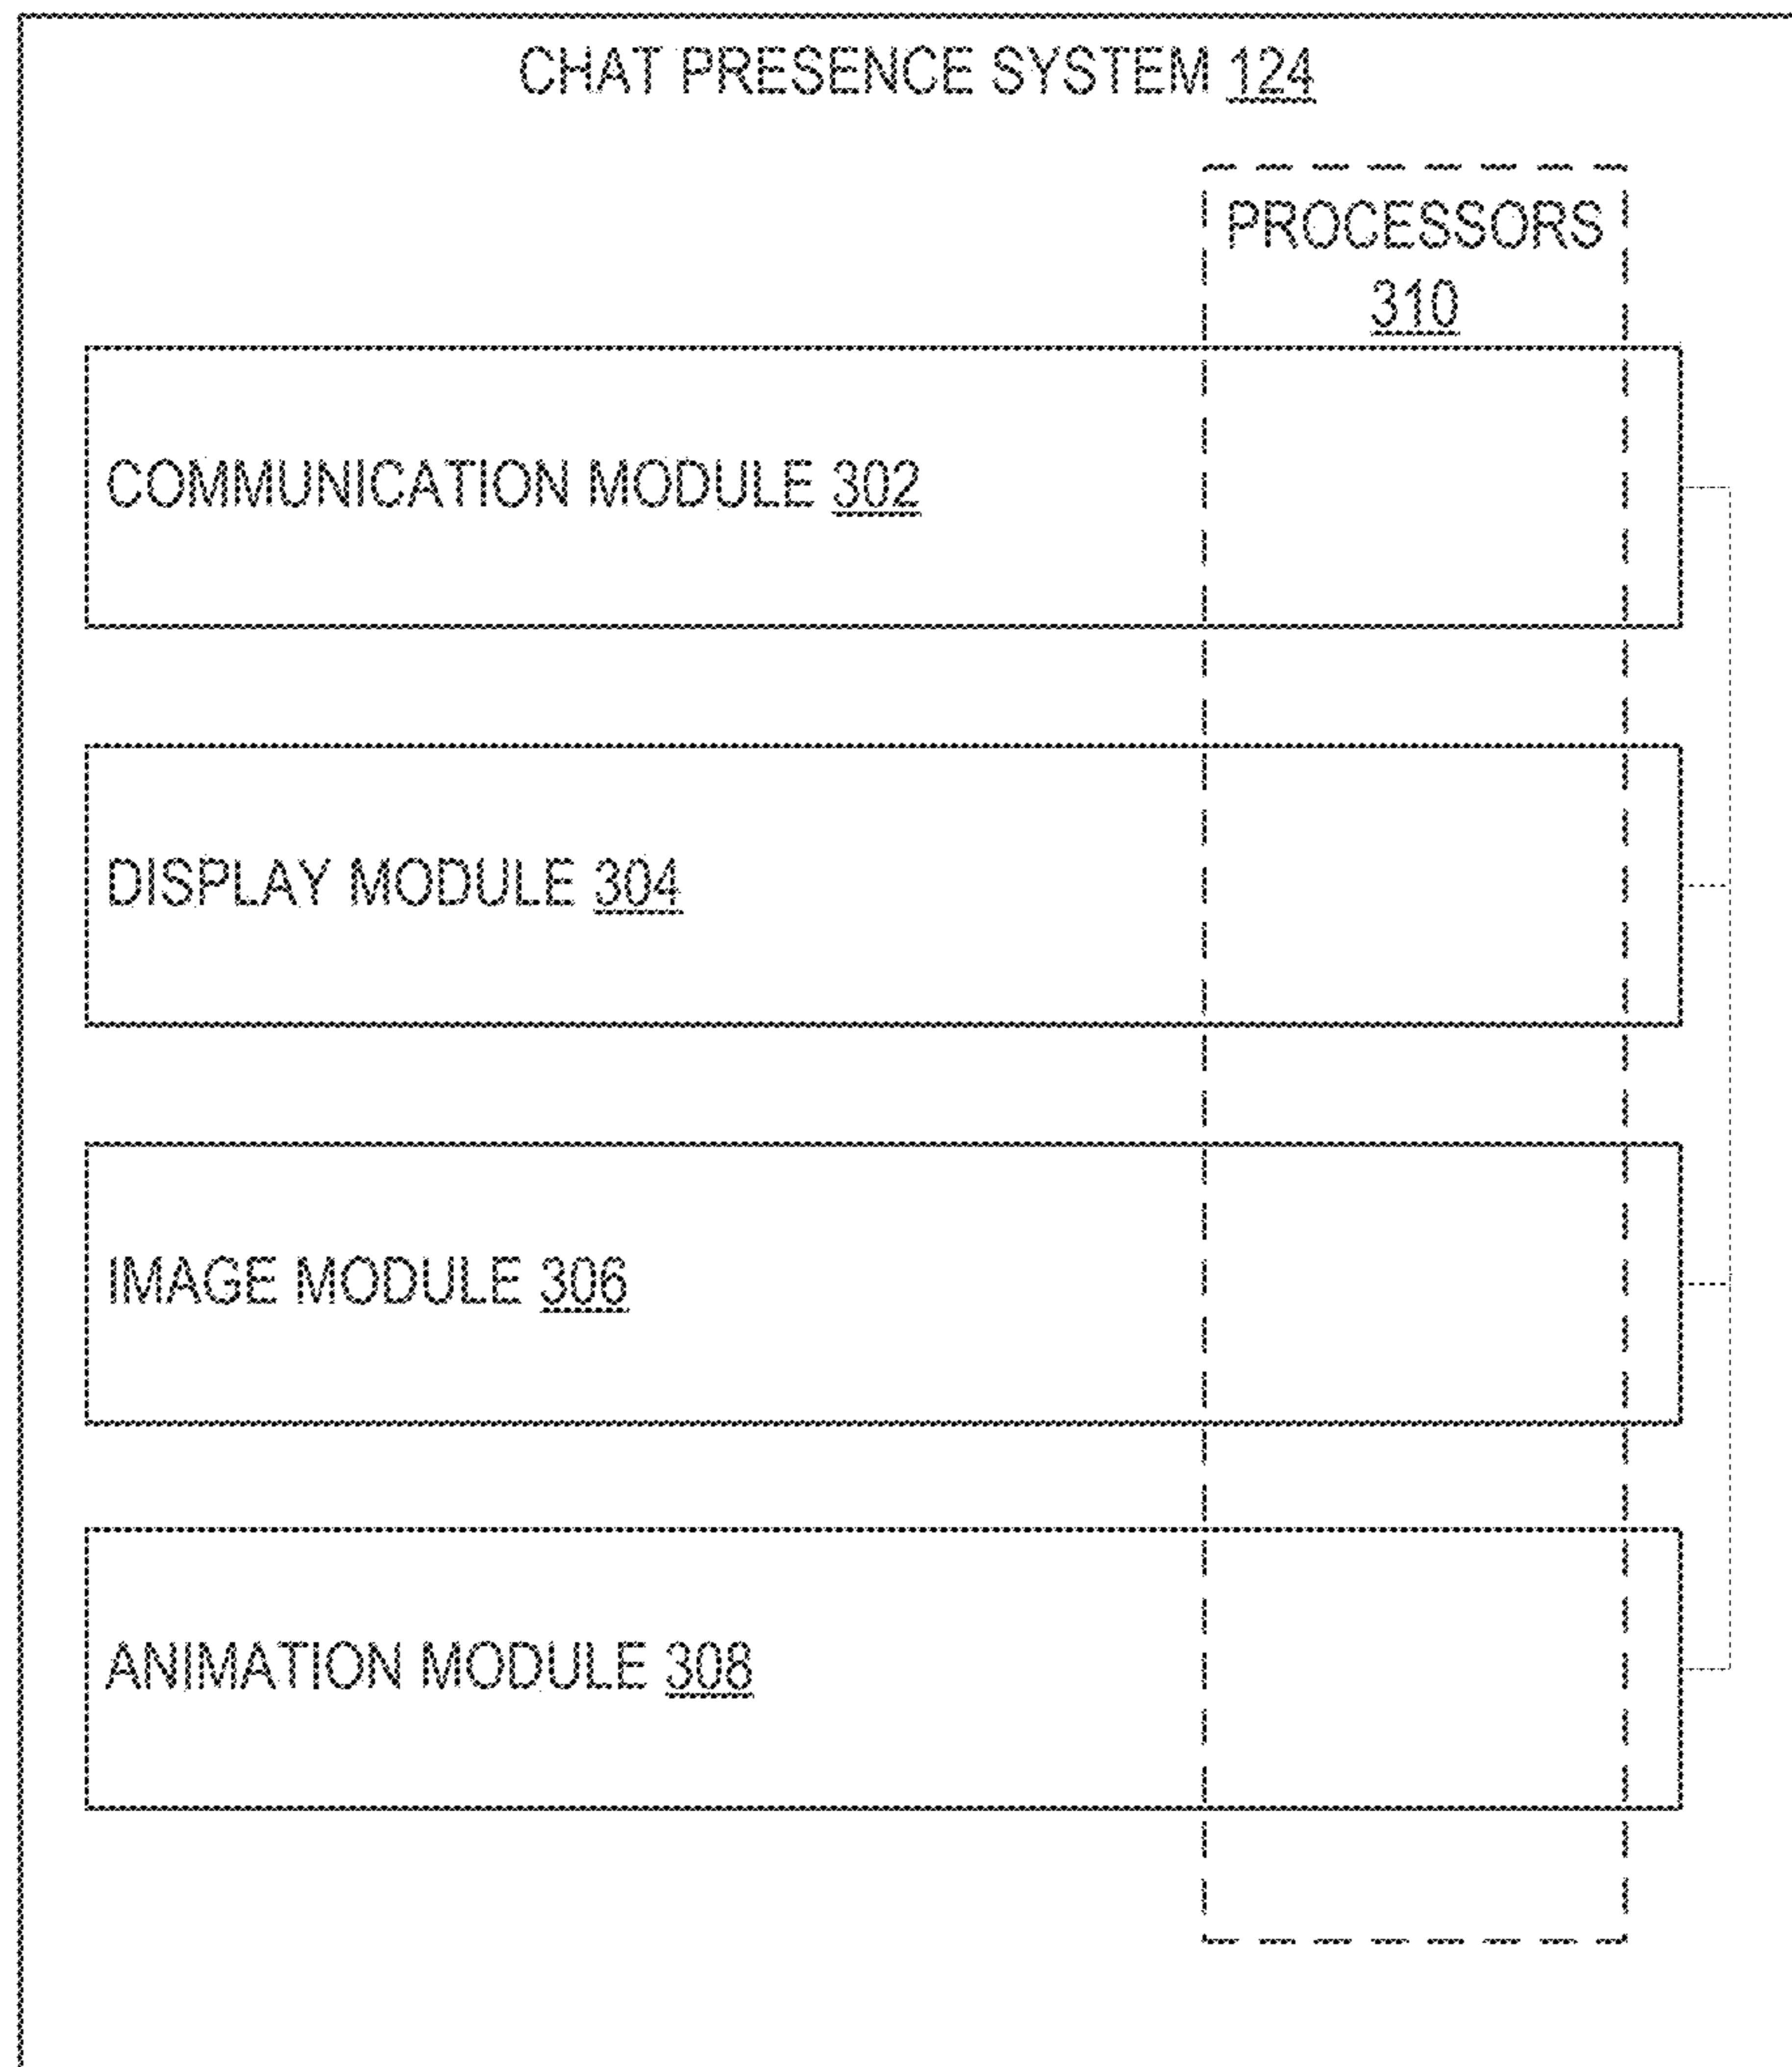 CHAT PRESENCE SYSTEM 124
PROCESSORS
310
COMMUNICATION MODULE 302
DISPLAY MODULE 304
IMAGE MODULE 306
ANIMATION MODULE 308